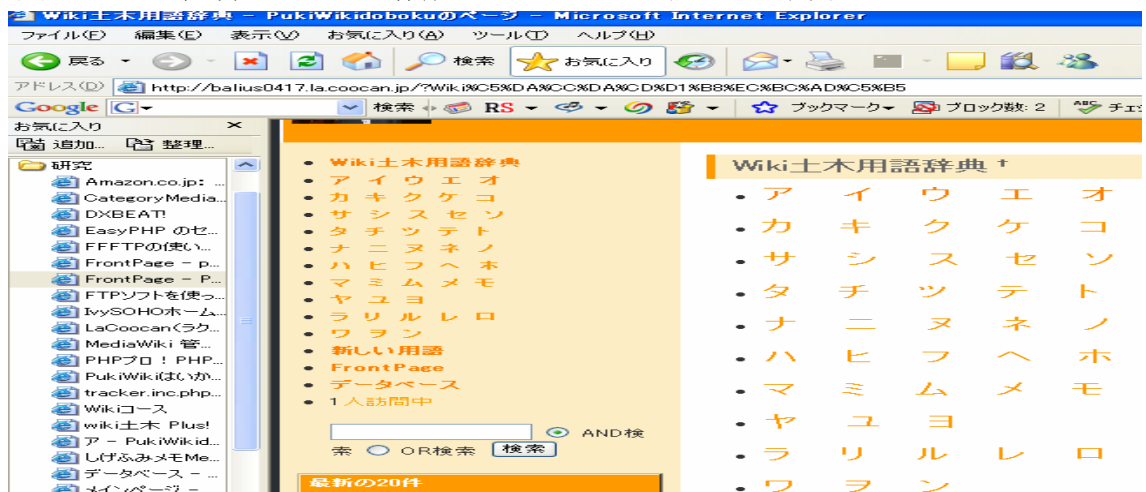 Wiki土木用語辞典 - PukiWikidobokuのページ - Microsoft Internet Explorer
ファイル(F) 編集(E) 表示(V) お気に入り(A) ツール(T) ヘルプ(H)
戻る 検索 お気に入り
アドレス(D) http://balius0417.la.coocan.jp/?Wiki%C5%DA%CC%DA%CD%D1%B8%EC%BC%AD%C5%B5
Google G 検索 RS ブックマーク ブロック数: 2 ABC チェッ
お気に入り ×
追加... 整理...
研究
Amazon.co.jp: ...
CategoryMedia...
DXBEAT!
EasyPHP のセ...
FFFTPの使い...
FrontPage - p...
FrontPage - P...
FTPソフトを使っ...
IvySOHOホーム...
LaCoocan(ラク...
MediaWiki 管...
PHPプロ！PHP...
PukiWiki(はいか...
tracker.inc.php...
Wikiコース
wiki土木 Plus!
ア - PukiWikid...
しげふみメモMe...
データベース - ...
メインページ - ...
Wiki土木用語辞典
ア イ ウ エ オ
カ キ ク ケ コ
サ シ ス セ ソ
タ チ ツ テ ト
ナ ニ ヌ ネ ノ
ハ ヒ フ ヘ ホ
マ ミ ム メ モ
ヤ ユ ヨ
ラ リ ル レ ロ
ワ ヲ ン
新しい用語
FrontPage
データベース
1 人訪問中
AND検
索 OR検索 検索
最新の20件
Wiki土木用語辞典 †
ア イ ウ エ オ
カ キ ク ケ コ
サ シ ス セ ソ
タ チ ツ テ ト
ナ ニ ヌ ネ ノ
ハ ヒ フ ヘ ホ
マ ミ ム メ モ
ヤ ユ ヨ
ラ リ ル レ ロ
ワ ヲ ン